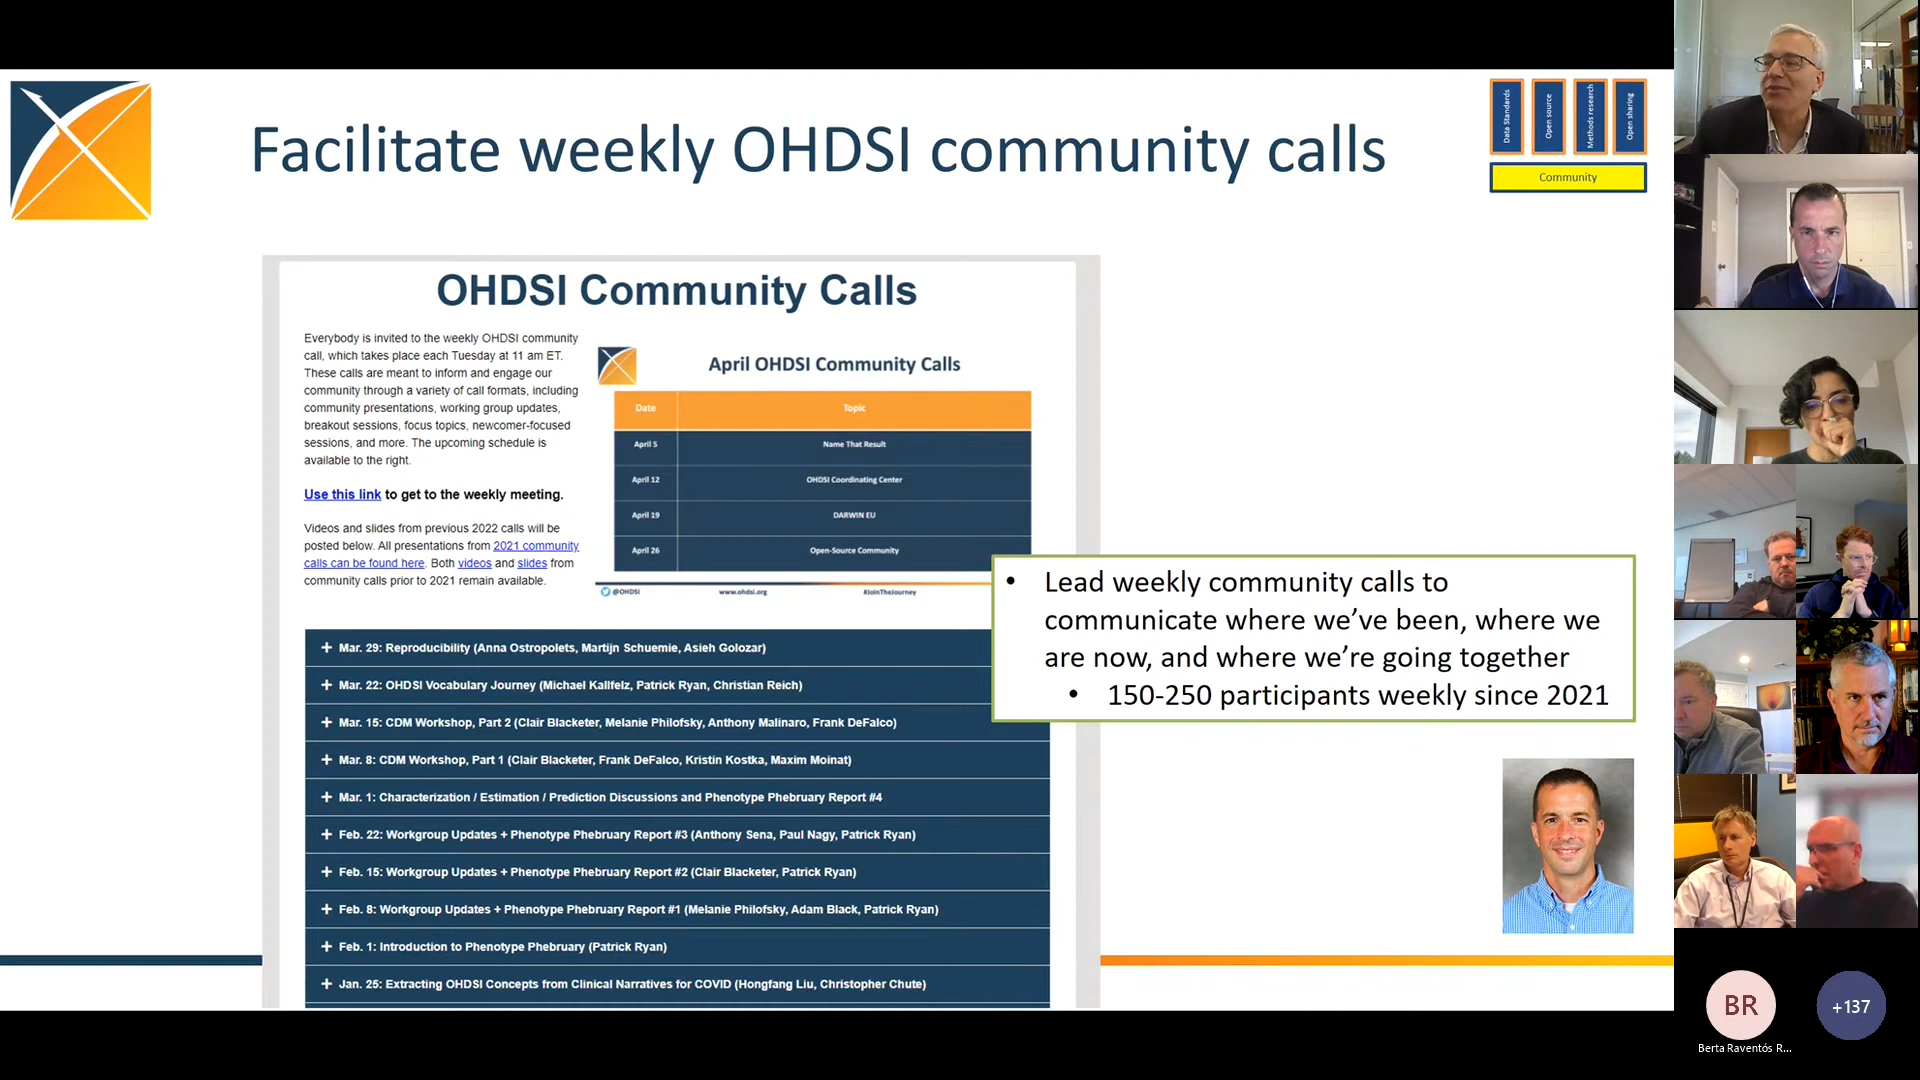 Facilitate weekly OHDSI community calls
Data Standards
Open source
Methods research
Open sharing
Community
OHDSI Community Calls
Everybody is invited to the weekly OHDSI community
call, which takes place each Tuesday at 11 am ET.
These calls are meant to inform and engage our
community through a variety of call formats, including
community presentations, working group updates,
breakout sessions, focus topics, newcomer-focused
sessions, and more. The upcoming schedule is
available to the right.
Use this link to get to the weekly meeting.
Videos and slides from previous 2022 calls will be
posted below. All presentations from 2021 community
calls can be found here. Both videos and slides from
community calls prior to 2021 remain available.
April OHDSI Community Calls
Date Topic
April 5 Name That Result
April 12 OHDSI Coordinating Center
April 19 DARWIN EU
April 26 Open-Source Community
@OHDSI www.ohdsi.org #JoinTheJourney
• Lead weekly community calls to
communicate where we've been, where we
are now, and where we're going together
• 150-250 participants weekly since 2021
+ Mar. 29: Reproducibility (Anna Ostropolets, Martijn Schuemie, Asieh Golozar)
+ Mar. 22: OHDSI Vocabulary Journey (Michael Kallfelz, Patrick Ryan, Christian Reich)
+ Mar. 15: CDM Workshop, Part 2 (Clair Blacketer, Melanie Philofsky, Anthony Malinaro, Frank DeFalco)
+ Mar. 8: CDM Workshop, Part 1 (Clair Blacketer, Frank DeFalco, Kristin Kostka, Maxim Moinat)
+ Mar. 1: Characterization / Estimation / Prediction Discussions and Phenotype Phebruary Report #4
+ Feb. 22: Workgroup Updates + Phenotype Phebruary Report #3 (Anthony Sena, Paul Nagy, Patrick Ryan)
+ Feb. 15: Workgroup Updates + Phenotype Phebruary Report #2 (Clair Blacketer, Patrick Ryan)
+ Feb. 8: Workgroup Updates + Phenotype Phebruary Report #1 (Melanie Philofsky, Adam Black, Patrick Ryan)
+ Feb. 1: Introduction to Phenotype Phebruary (Patrick Ryan)
+ Jan. 25: Extracting OHDSI Concepts from Clinical Narratives for COVID (Hongfang Liu, Christopher Chute)
BR
+137
Berta Raventós R...